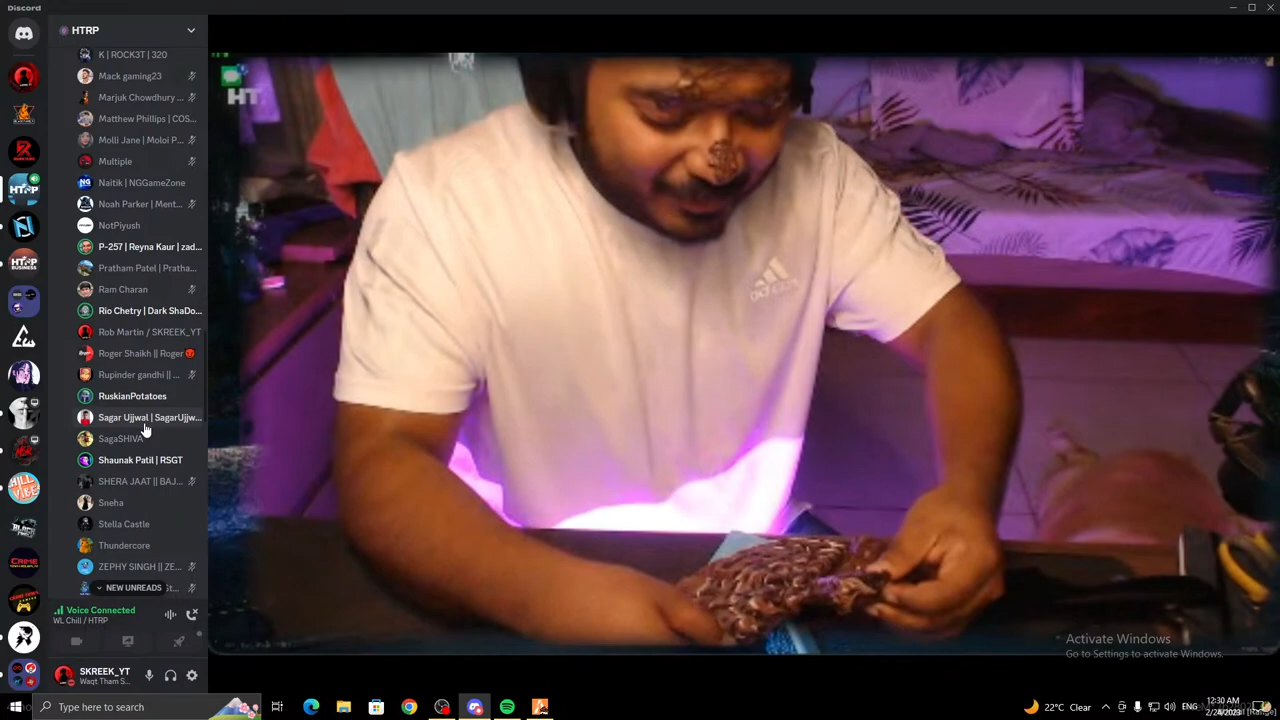 Discord
HTRP
K | ROCK3T | 320
Mack gaming23
Marjuk Chowdhury ...
Matthew Phillips | COS...
Molli Jane | Moloi P...
Multiple
Naitik | NGGameZone
Noah Parker | Ment...
NotPiyush
P-257 | Reyna Kaur | zad...
Pratham Patel | Pratha...
Ram Charan
Rio Chetry | Dark ShaDo...
Rob Martin / SKREEK_YT
Roger Shaikh || Roger
Rupinder gandhi || ...
RuskianPotatoes
Sagar Ujjwal | SagarUjjw...
SagaSHIVA
Shaunak Patil | RSGT
SHERA JAAT || BAJ...
Sneha
Stella Castle
Thundercore
ZEPHY SINGH || ZE...
NEW UNREADS
Voice Connected
WL Chill / HTRP
SKREEK_YT
Waqt Tham S...
HT
adidas
Activate Windows
Go to Settings to activate Windows.
Type here to search
22°C Clear
ENG
12:30 AM
2/24/2023